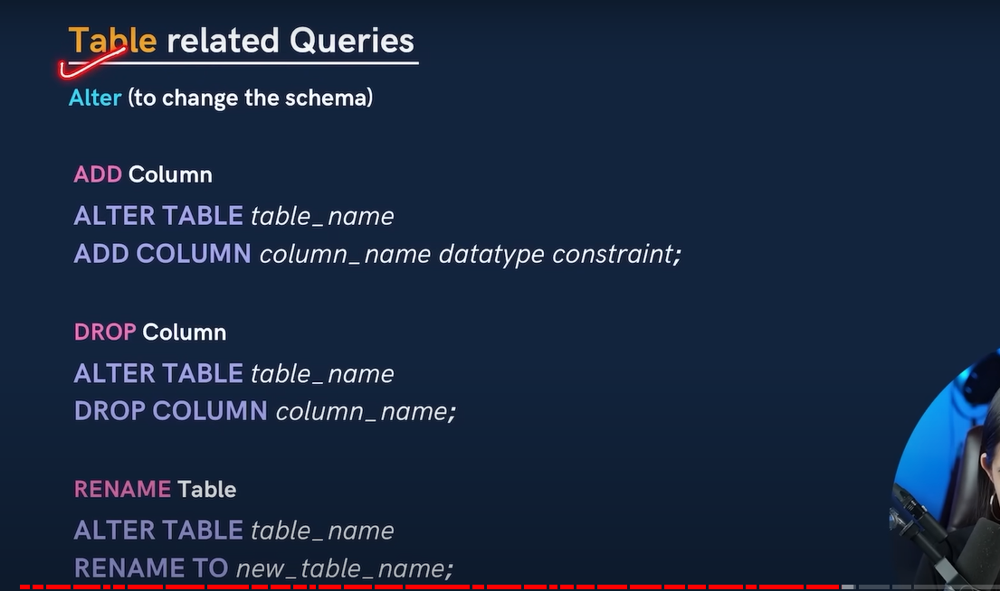 Table related Queries
Alter (to change the schema)
ADD Column
ALTER TABLE table_name
ADD COLUMN column_name datatype constraint;
DROP Column
ALTER TABLE table_name
DROP COLUMN column_name;
RENAME Table
ALTER TABLE table_name
RENAME TO new_table_name;